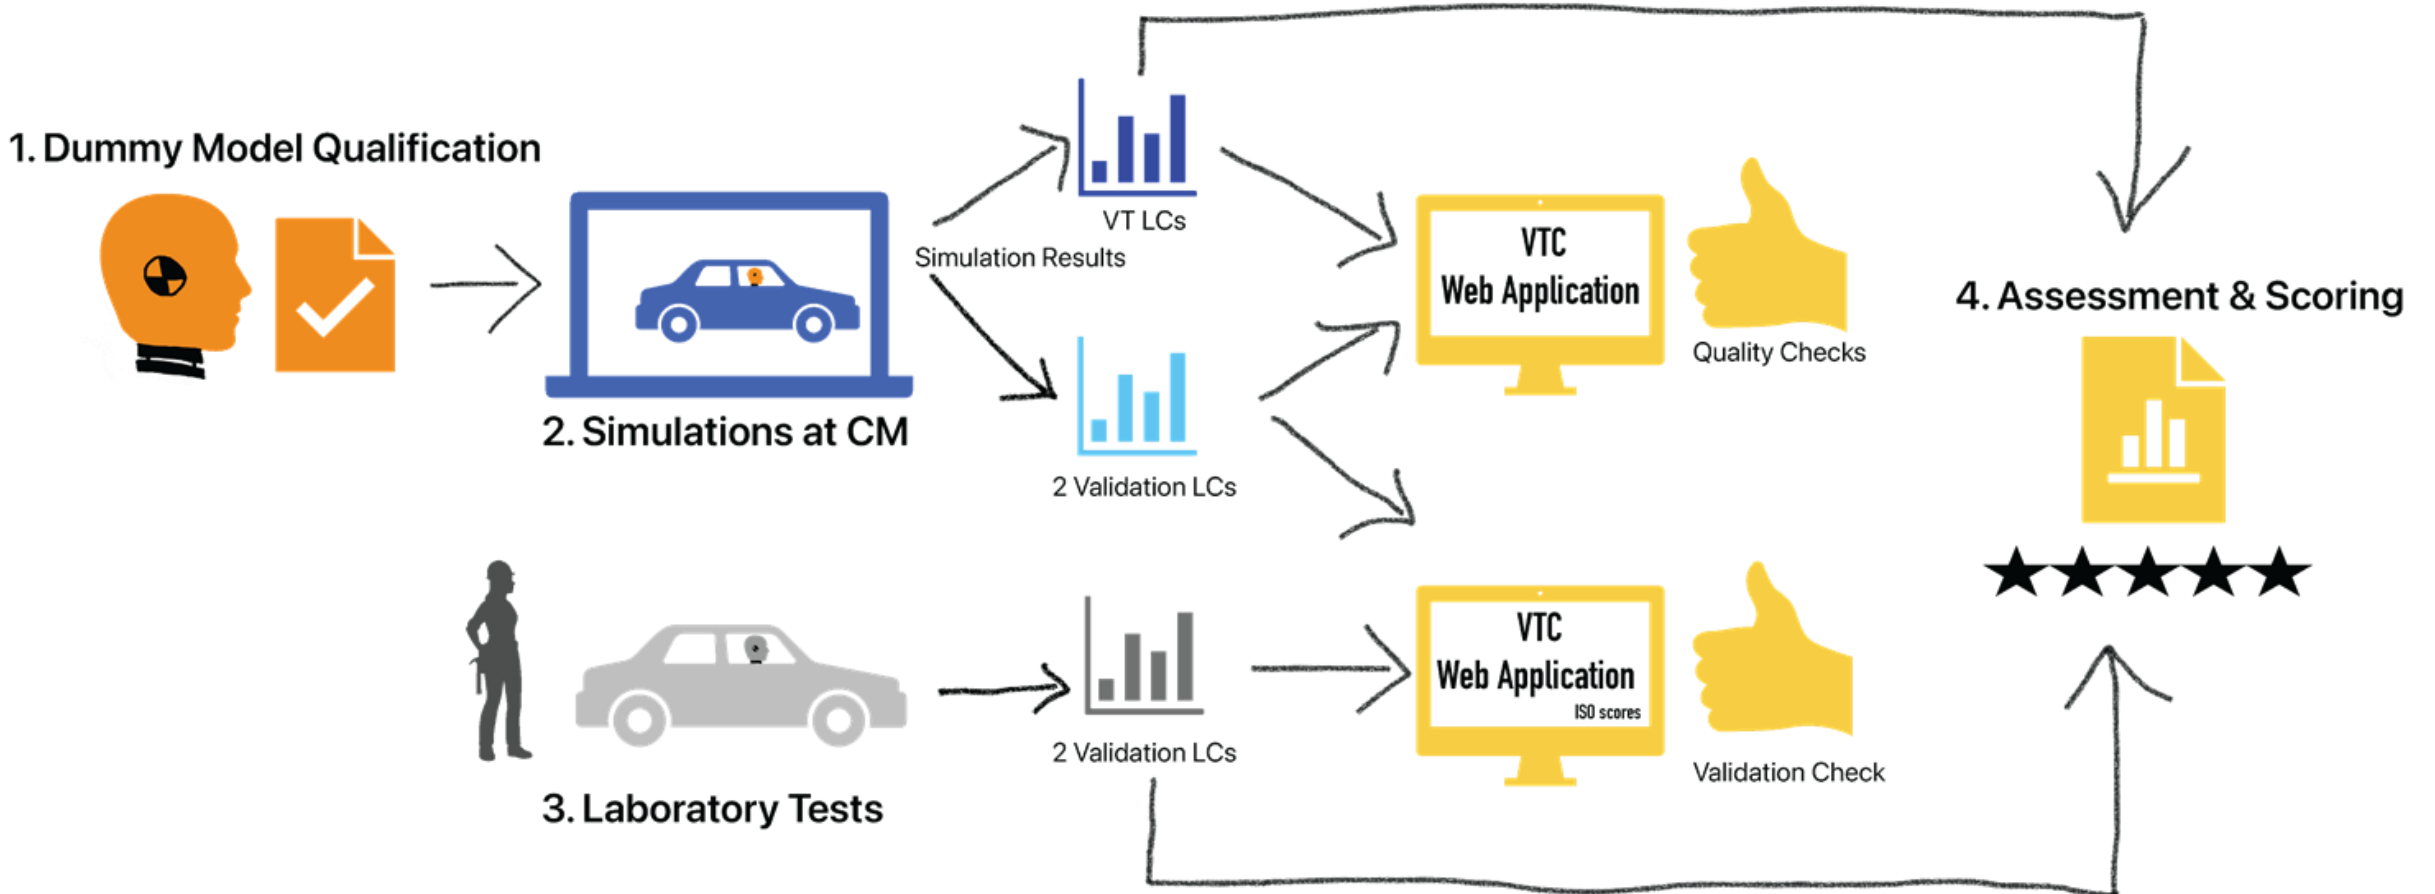 1. Dummy Model Qualification
2. Simulations at CM
Simulation Results
VT LCs
2 Validation LCs
VTC
Web Application
Quality Checks
3. Laboratory Tests
2 Validation LCs
VTC
Web Application
ISO scores
Validation Check
4. Assessment & Scoring